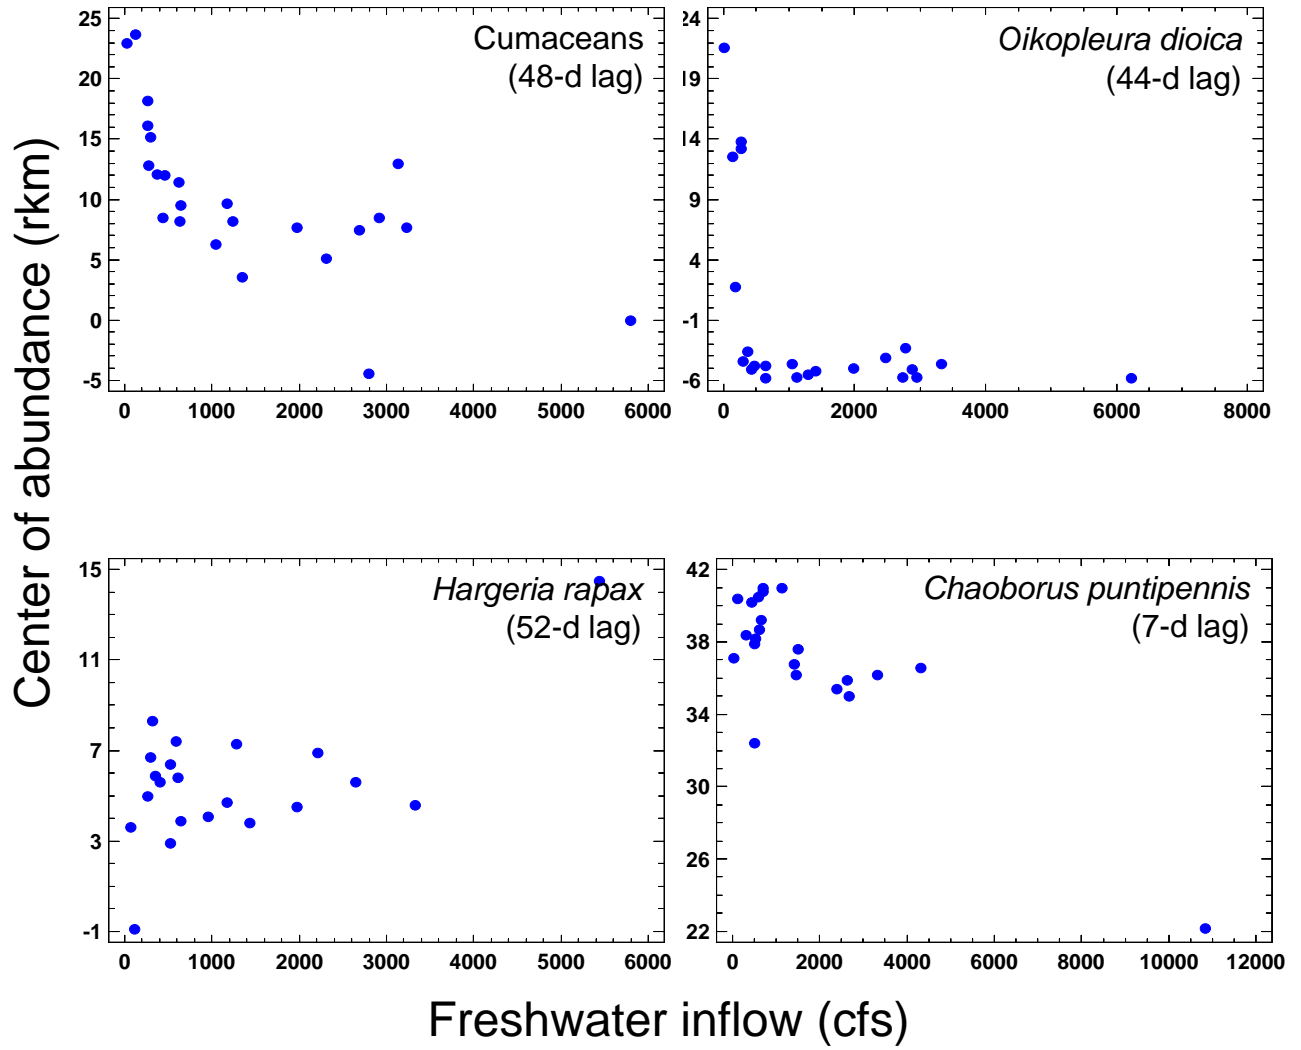 Center of abundance (rkm)
Cumaceans
(48-d lag)
25
20
15
10
5
0
-5
0 1000 2000 3000 4000 5000 6000
Oikopleura dioica
(44-d lag)
24
19
14
9
4
-1
-6
0 2000 4000 6000 8000
Hargeria rapax
(52-d lag)
15
11
7
3
-1
0 1000 2000 3000 4000 5000 6000
Chaoborus puntipennis
(7-d lag)
42
38
34
30
26
22
0 2000 4000 6000 8000 10000 12000
Freshwater inflow (cfs)